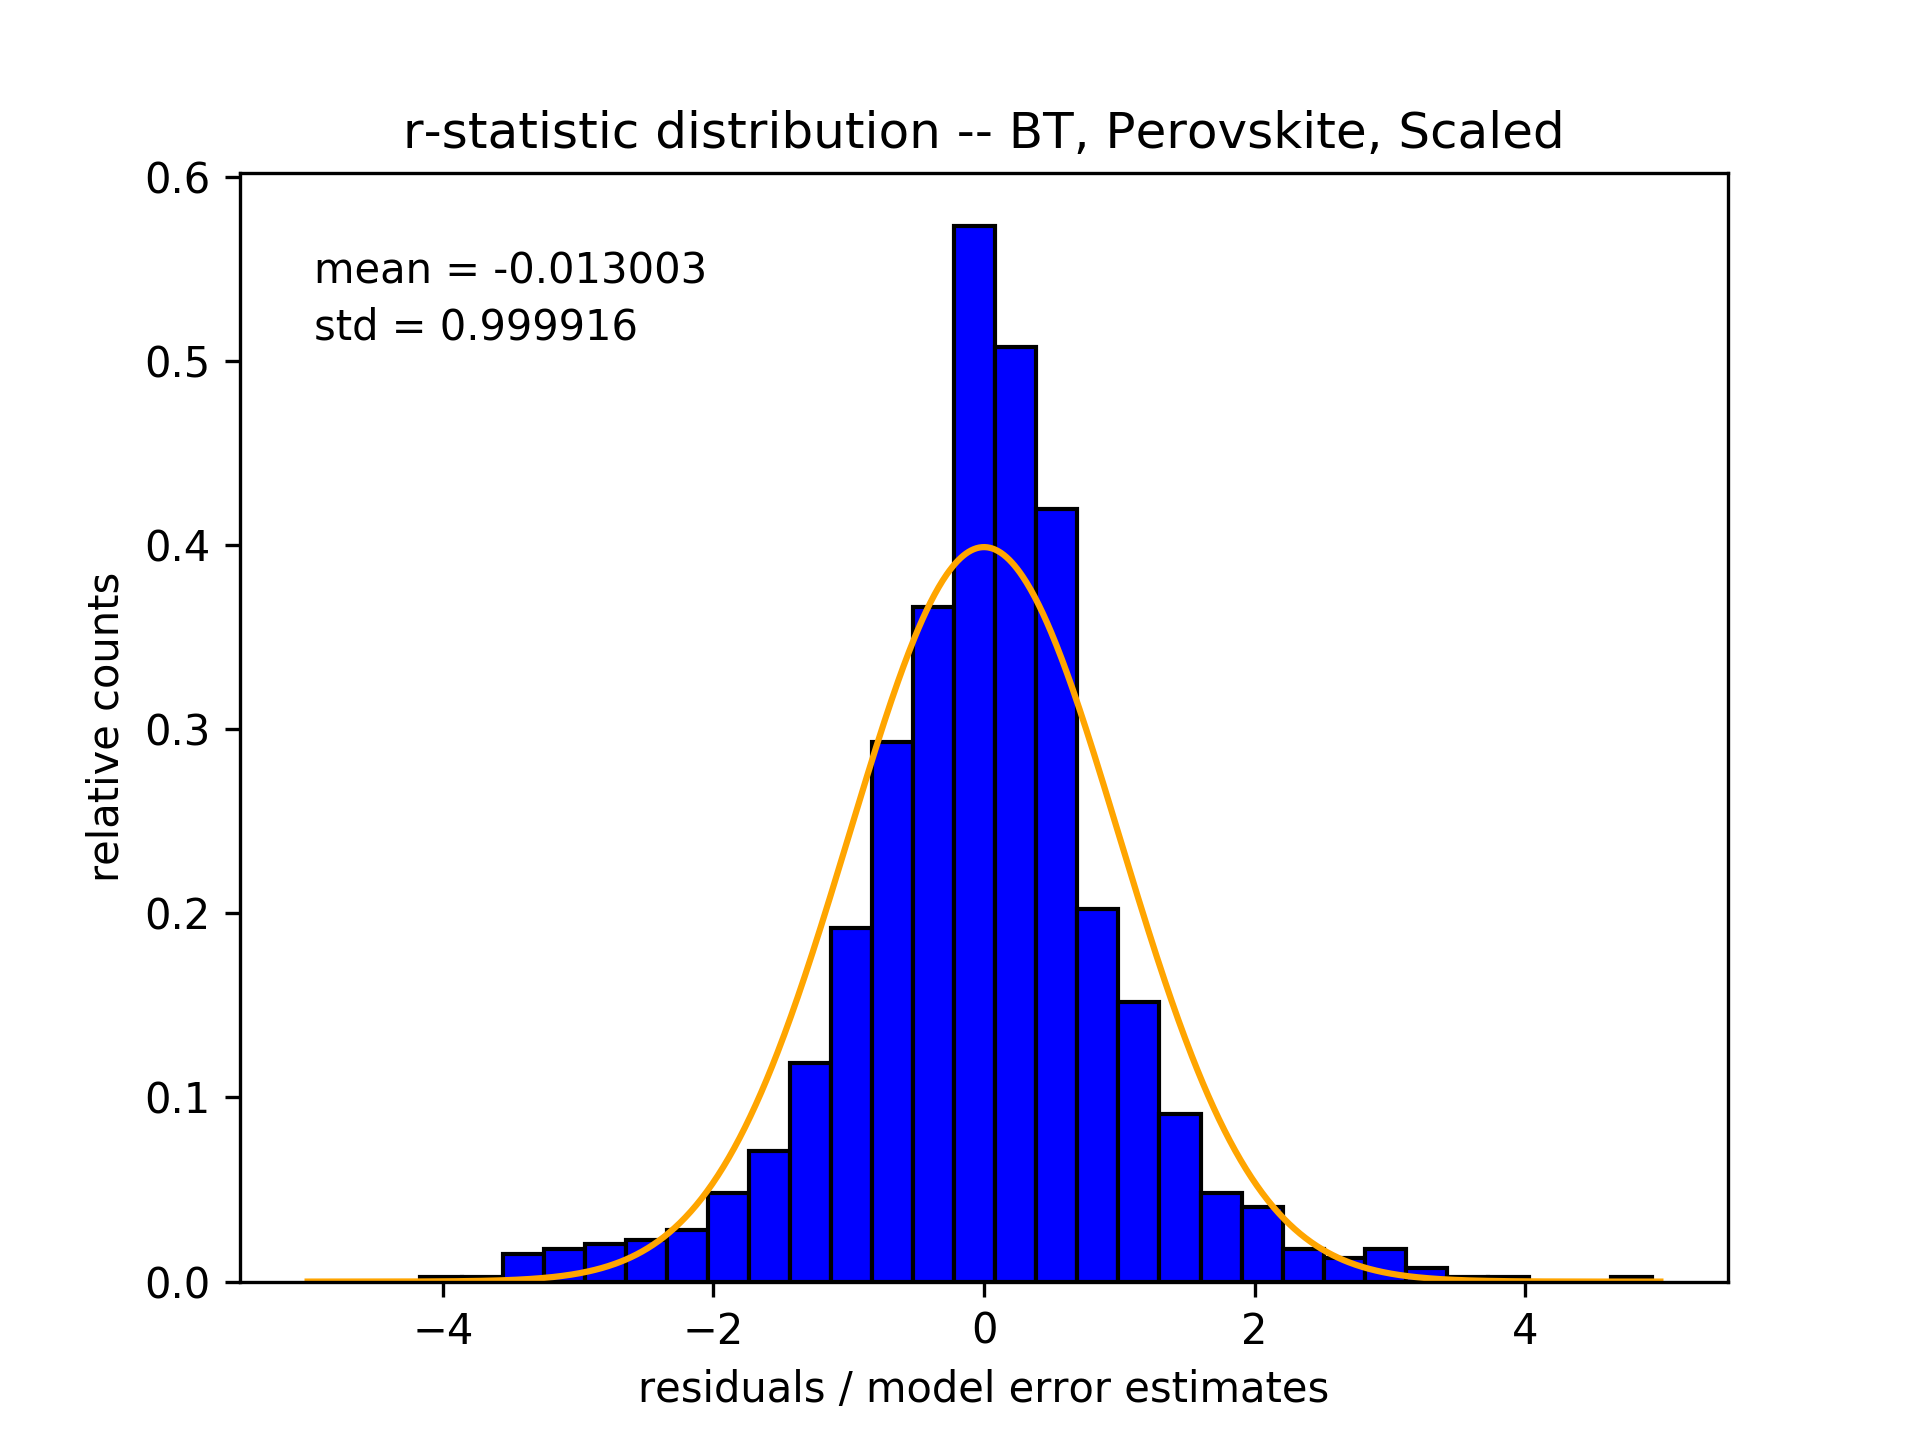 r-statistic distribution -- BT, Perovskite, Scaled
mean = -0.013003
std = 0.999916
0.6
0.5
0.4
0.3
0.2
0.1
0.0
relative counts
−4
−2
0
2
4
residuals / model error estimates